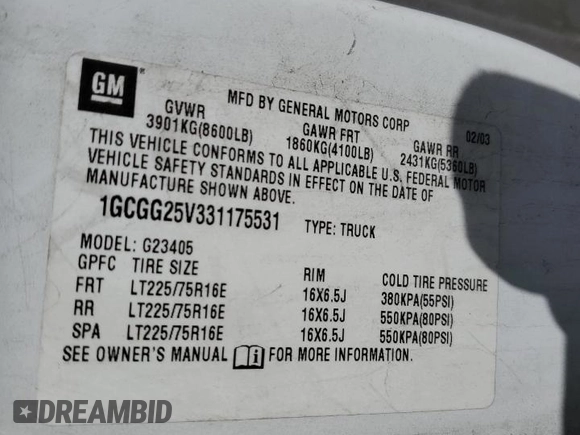 GM
MFD BY GENERAL MOTORS CORP 02/03
GVWR GAWR FRT GAWR RR
3901KG(8600LB) 1860KG(4100LB) 2431KG(5360LB)
THIS VEHICLE CONFORMS TO ALL APPLICABLE U.S. FEDERAL MOTOR
VEHICLE SAFETY STANDARDS IN EFFECT ON THE DATE OF
MANUFACTURE SHOWN ABOVE.
1GCGG25V331175531 TYPE: TRUCK
MODEL: G23405
GPFC TIRE SIZE RIM COLD TIRE PRESSURE
FRT LT225/75R16E 16X6.5J 380KPA(55PSI)
RR LT225/75R16E 16X6.5J 550KPA(80PSI)
SPA LT225/75R16E 16X6.5J 550KPA(80PSI)
SEE OWNER'S MANUAL FOR MORE INFORMATION.
DREAMBID